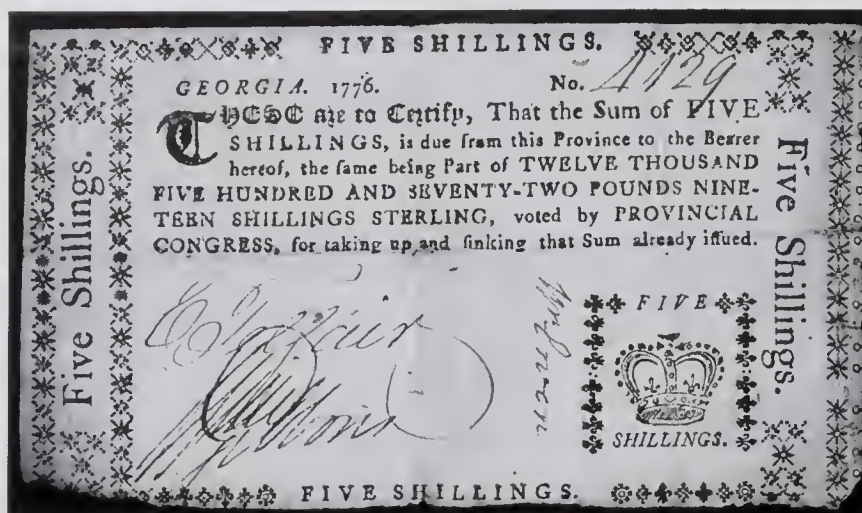 FIVE SHILLINGS.
GEORGIA. 1776. No. 4129
THESE are to Certify, That the Sum of FIVE
SHILLINGS, is due from this Province to the Bearer
hereof, the ſame being Part of TWELVE THOUSAND
FIVE HUNDRED AND SEVENTY-TWO POUNDS NINE-
TEEN SHILLINGS STERLING, voted by PROVINCIAL
CONGRESS, for taking up and ſinking that Sum already iſſued.
Five Shillings.
Five Shillings.
FIVE
SHILLINGS.
FIVE SHILLINGS.